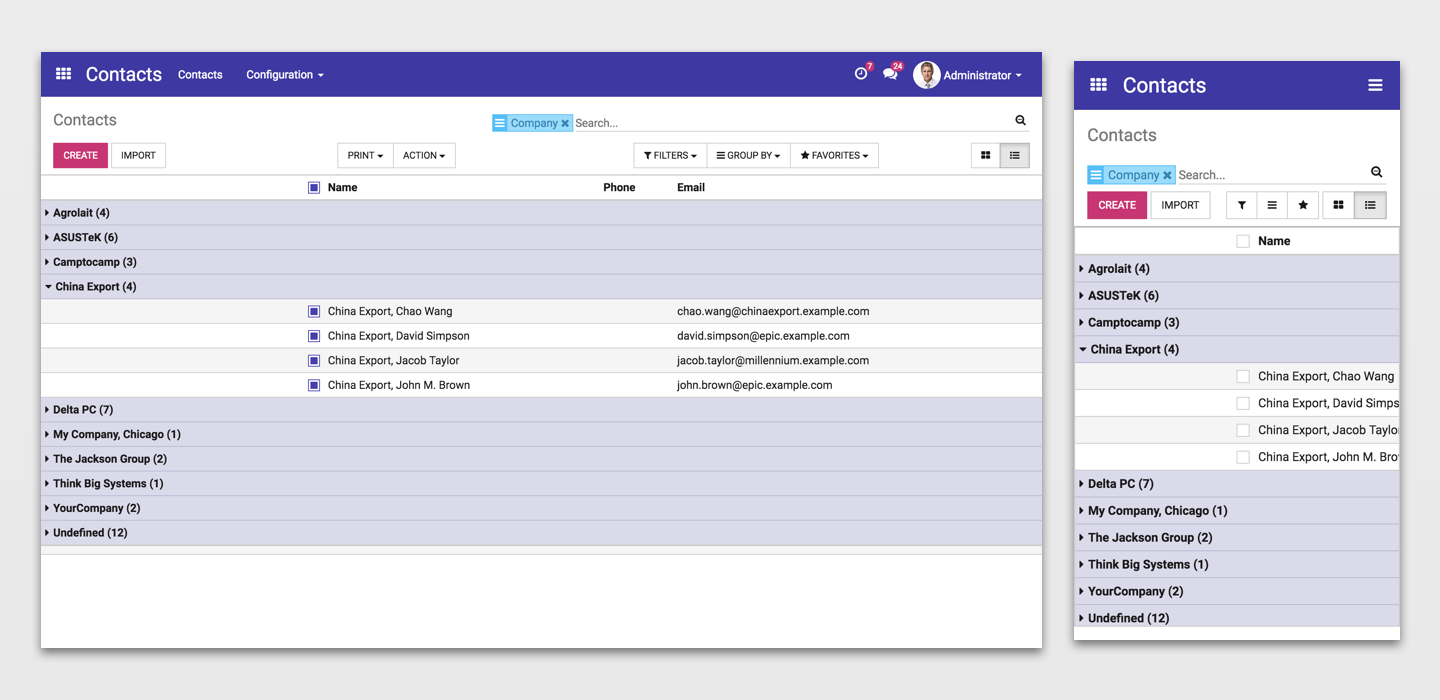 Contacts Contacts Configuration 7 24 Administrator
Contacts
Company Search...
CREATE IMPORT PRINT ACTION FILTERS GROUP BY FAVORITES
Name Phone Email
Agrolait (4)
ASUSTeK (6)
Camptocamp (3)
China Export (4)
China Export, Chao Wang chao.wang@chinaexport.example.com
China Export, David Simpson david.simpson@epic.example.com
China Export, Jacob Taylor jacob.taylor@millennium.example.com
China Export, John M. Brown john.brown@epic.example.com
Delta PC (7)
My Company, Chicago (1)
The Jackson Group (2)
Think Big Systems (1)
YourCompany (2)
Undefined (12)
Contacts
Contacts
Company Search...
CREATE IMPORT
Name
Agrolait (4)
ASUSTeK (6)
Camptocamp (3)
China Export (4)
China Export, Chao Wang
China Export, David Simps
China Export, Jacob Taylo
China Export, John M. Bro
Delta PC (7)
My Company, Chicago (1)
The Jackson Group (2)
Think Big Systems (1)
YourCompany (2)
Undefined (12)